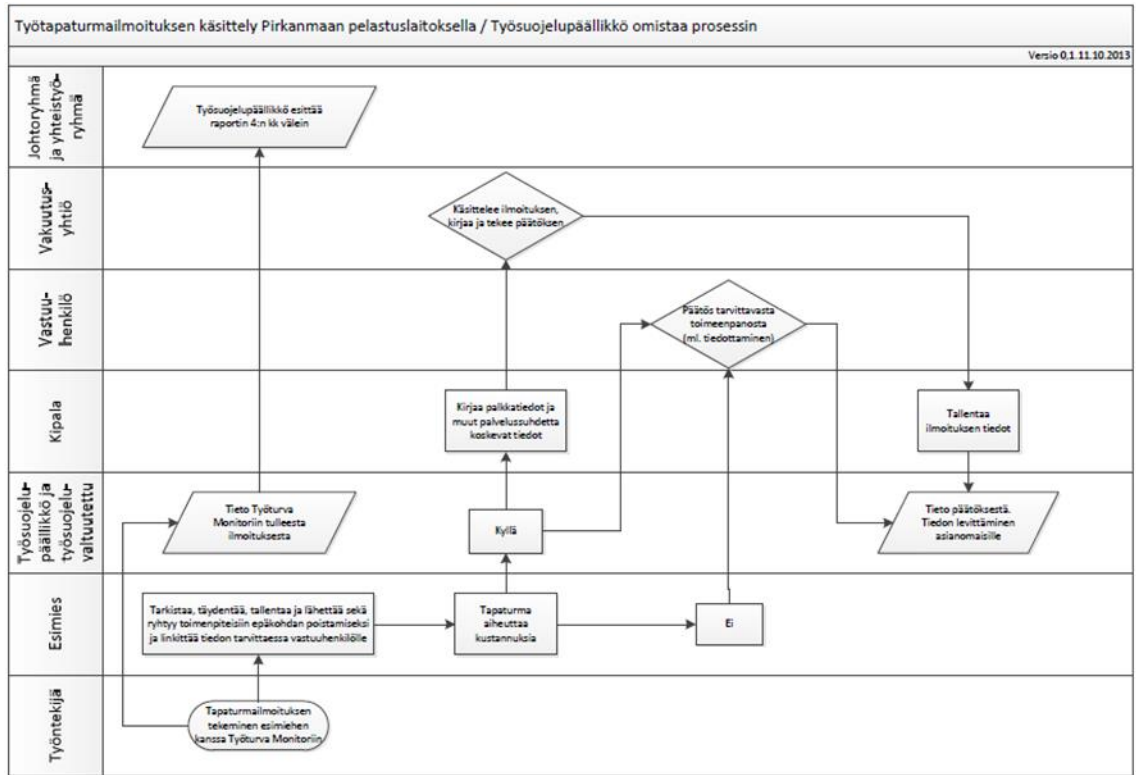 Työtapaturmailmoituksen käsittely Pirkanmaan pelastuslaitoksella / Työsuojelupäällikkö omistaa prosessin
Versio 0,1.11.10.2013
Johtoryhmä
ja yhteistyö-
ryhmä
Työsuojelupäällikkö esittää
raportin 4:n kk välein
Vakuutus-
yhtiö
Käsittelee ilmoituksen,
kirjaa ja tekee päätöksen
Vastuu-
henkilö
Päätös tarvittavasta
toimeenpanosta
(ml. tiedottaminen)
Kipala
Kirjaa palkkatiedot ja
muut palvelussuhdetta
koskevat tiedot
Tallentaa
ilmoituksen tiedot
Työsuojelu-
päällikkö ja
työsuojelu-
valtuutettu
Tieto Työturva
Monitoriin tulleesta
ilmoituksesta
Kyllä
Tieto päätöksestä.
Tiedon levittäminen
asianomaisille
Esimies
Tarkistaa, täydentää, tallentaa ja lähettää sekä
ryhtyy toimenpiteisiin epäkohdan poistamiseksi
ja linkittää tiedon tarvittaessa vastuuhenkilölle
Tapaturma
aiheuttaa
kustannuksia
Ei
Työntekijä
Tapaturmailmoituksen
tekeminen esimiehen
kanssa Työturva Monitoriin